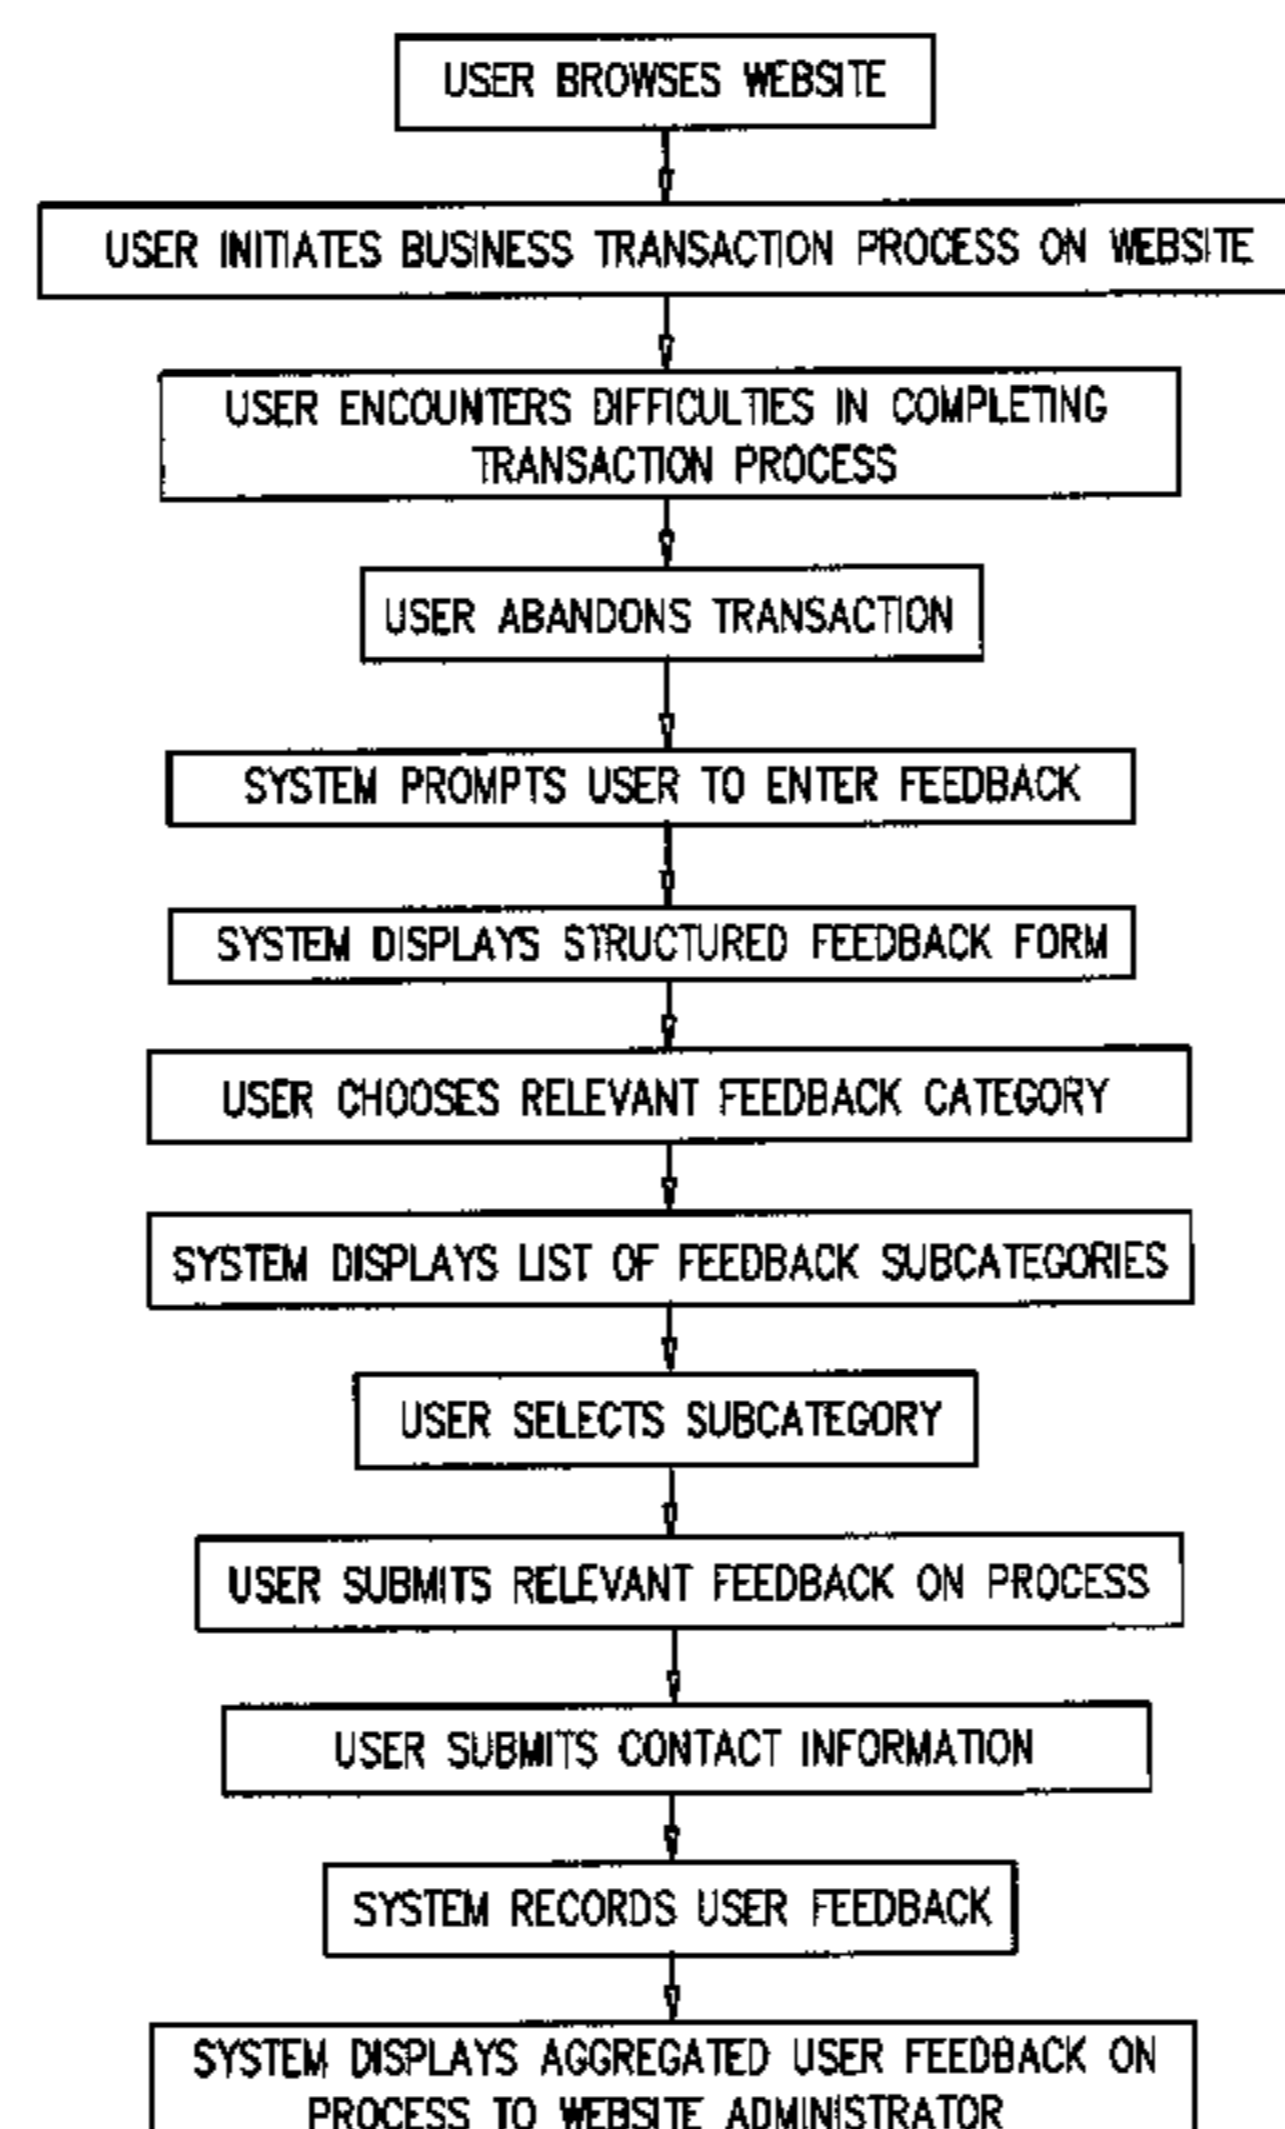 USER BROWSES WEBSITE
USER INITIATES BUSINESS TRANSACTION PROCESS ON WEBSITE
USER ENCOUNTERS DIFFICULTIES IN COMPLETING
TRANSACTION PROCESS
USER ABANDONS TRANSACTION
SYSTEM PROMPTS USER TO ENTER FEEDBACK
SYSTEM DISPLAYS STRUCTURED FEEDBACK FORM
USER CHOOSES RELEVANT FEEDBACK CATEGORY
SYSTEM DISPLAYS LIST OF FEEDBACK SUBCATEGORIES
USER SELECTS SUBCATEGORY
USER SUBMITS RELEVANT FEEDBACK ON PROCESS
USER SUBMITS CONTACT INFORMATION
SYSTEM RECORDS USER FEEDBACK
SYSTEM DISPLAYS AGGREGATED USER FEEDBACK ON
PROCESS TO WEBSITE ADMINISTRATOR